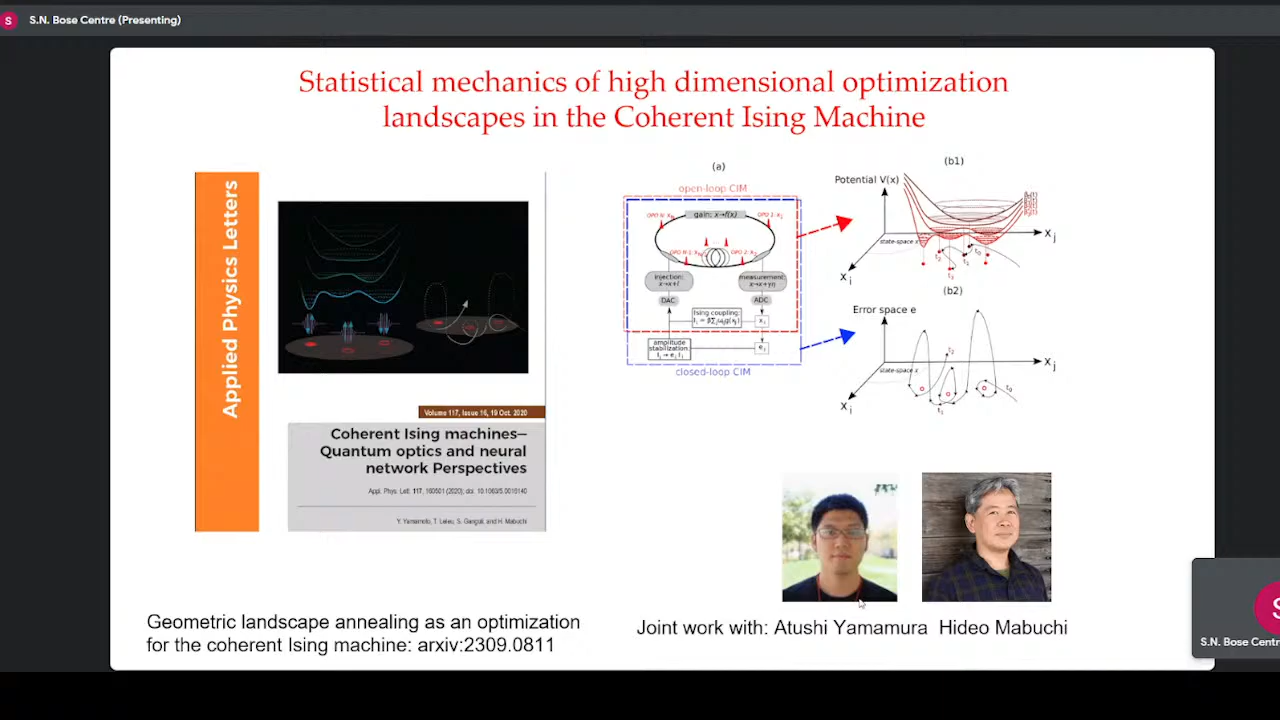 S
S.N. Bose Centre (Presenting)
Statistical mechanics of high dimensional optimization
landscapes in the Coherent Ising Machine
Applied Physics Letters
Volume 117, Issue 16, 19 Oct. 2020
Coherent Ising machines—
Quantum optics and neural
network Perspectives
Appl. Phys. Lett. 117, 160501 (2020); doi: 10.1063/5.0016140
Y. Yamamoto, T. Leleu, S. Ganguli, and H. Mabuchi
(a)
open-loop CIM
gain: x→f(x)
injection:
x→x+I
measurement:
DAC
ADC
Ising coupling:
amplitude
stabilization:
closed-loop CIM
(b1)
Potential V(x)
state-space x
Xj
Xi
(b2)
Error space e
state-space x
Xj
Xi
Geometric landscape annealing as an optimization
for the coherent Ising machine: arxiv:2309.0811
Joint work with: Atushi Yamamura Hideo Mabuchi
S.N. Bose Centr